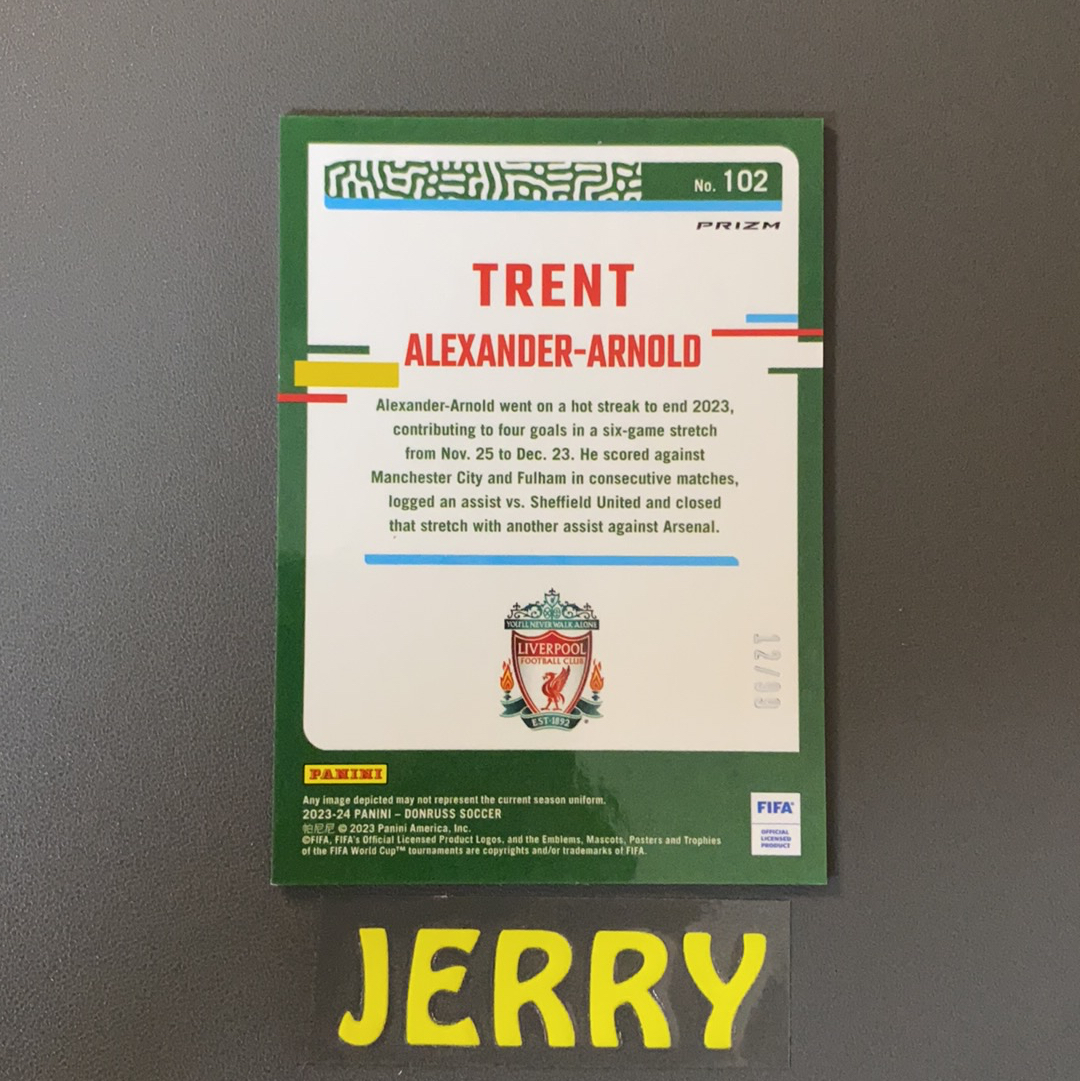 No. 102
PRIZM
TRENT
ALEXANDER-ARNOLD
Alexander-Arnold went on a hot streak to end 2023,
contributing to four goals in a six-game stretch
from Nov. 25 to Dec. 23. He scored against
Manchester City and Fulham in consecutive matches,
logged an assist vs. Sheffield United and closed
that stretch with another assist against Arsenal.
YOU'LL NEVER WALK ALONE
LIVERPOOL
FOOTBALL CLUB
EST·1892
12/99
PANINI
Any image depicted may not represent the current season uniform.
2023-24 PANINI – DONRUSS SOCCER
帕尼尼 © 2023 Panini America, Inc.
©FIFA, FIFA's Official Licensed Product Logos, and the Emblems, Mascots, Posters and Trophies
of the FIFA World Cup™ tournaments are copyrights and/or trademarks of FIFA.
FIFA®
OFFICIAL
LICENSED
PRODUCT
JERRY